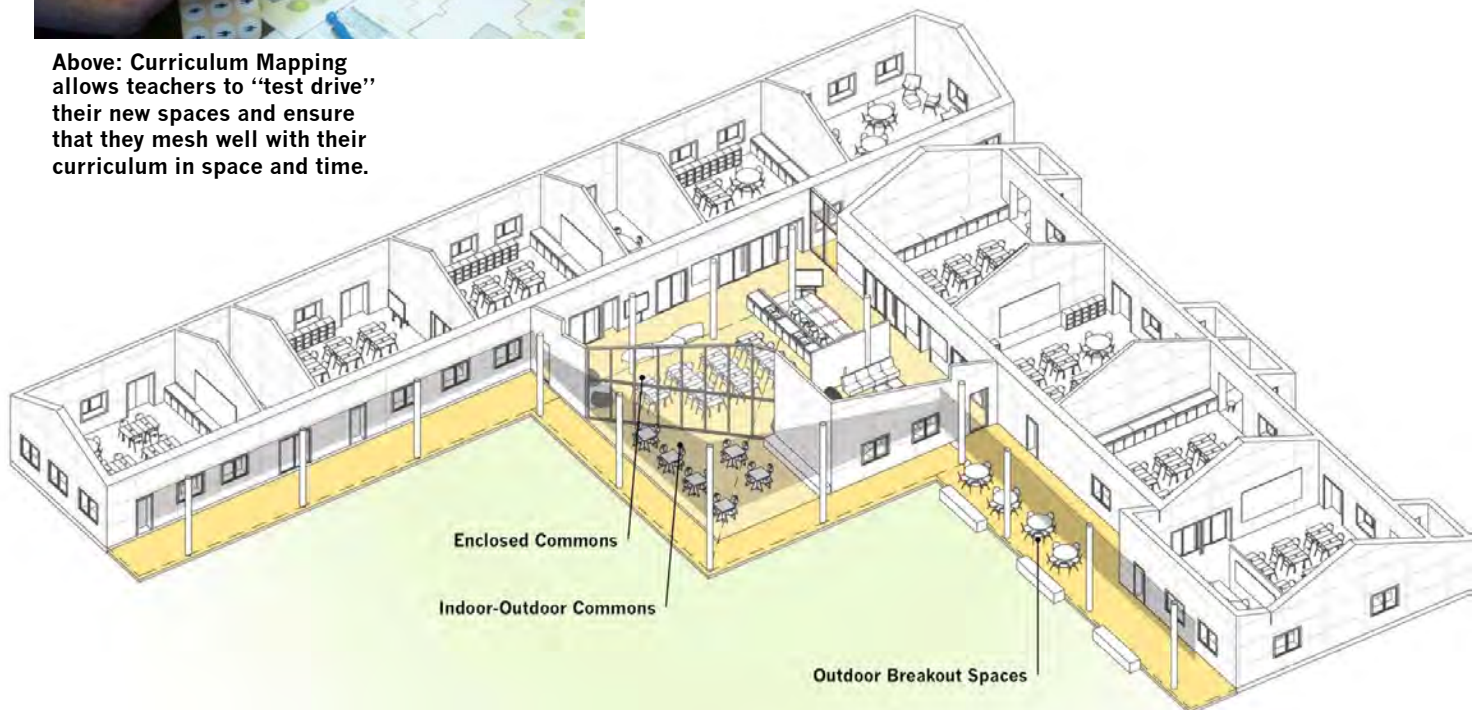 Above: Curriculum Mapping
allows teachers to “test drive”
their new spaces and ensure
that they mesh well with their
curriculum in space and time.
Enclosed Commons
Indoor-Outdoor Commons
Outdoor Breakout Spaces